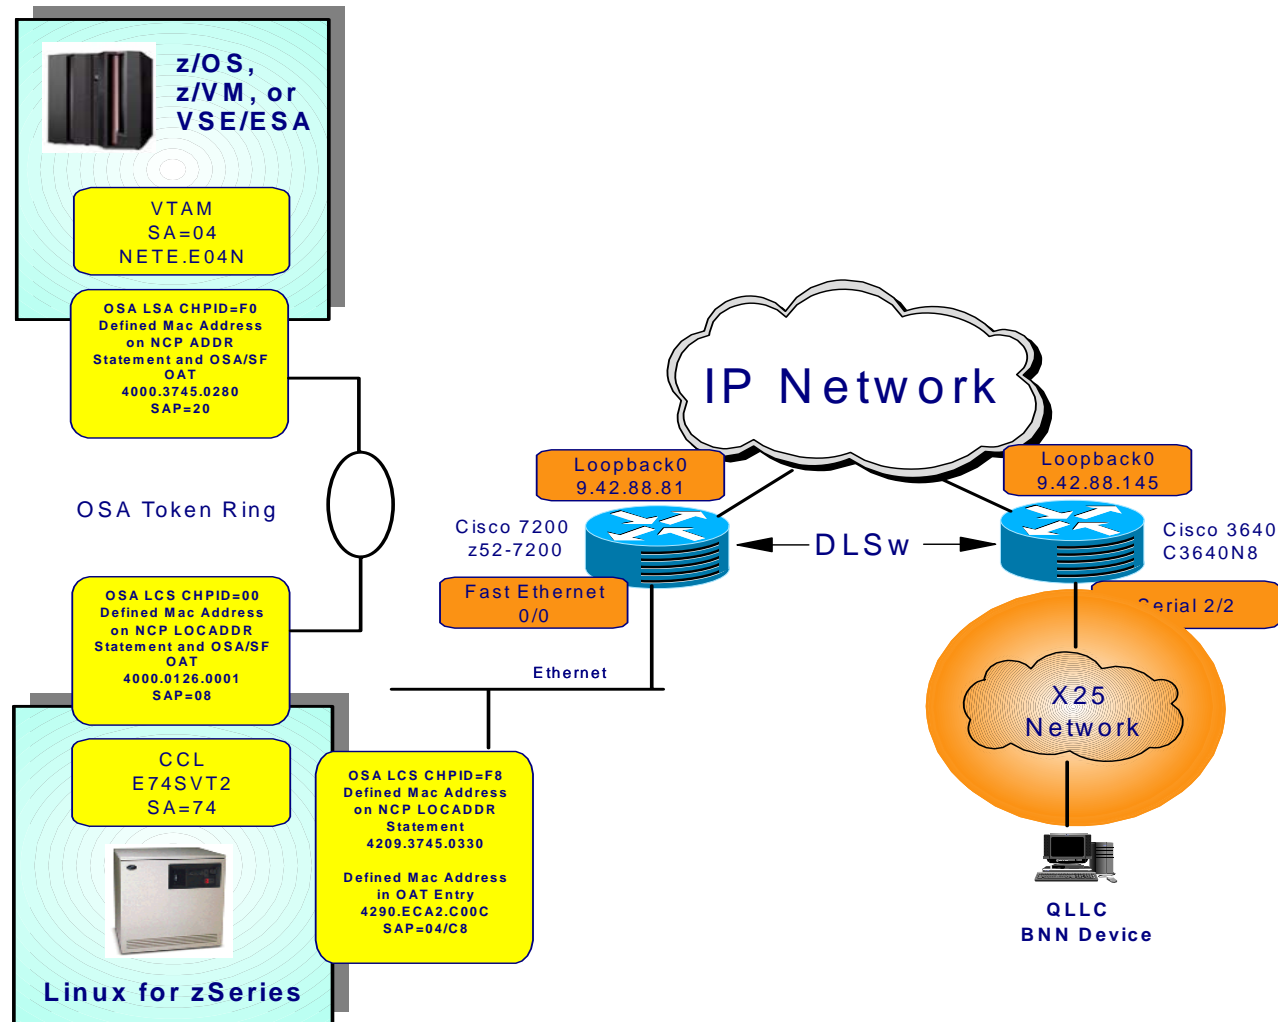 z/OS,
z/VM, or
VSE/ESA
VTAM
SA=04
NETE.E04N
OSA LSA CHPID=F0
Defined Mac Address
on NCP ADDR
Statement and OSA/SF
OAT
4000.3745.0280
SAP=20
OSA Token Ring
OSA LCS CHPID=00
Defined Mac Address
on NCP LOCADDR
Statement and OSA/SF
OAT
4000.0126.0001
SAP=08
CCL
E74SVT2
SA=74
Linux for zSeries
OSA LCS CHPID=F8
Defined Mac Address
on NCP LOCADDR
Statement
4209.3745.0330
Defined Mac Address
in OAT Entry
4290.ECA2.C00C
SAP=04/C8
Ethernet
IP Network
Loopback0
9.42.88.81
Cisco 7200
z52-7200
Fast Ethernet
0/0
DLSw
Loopback0
9.42.88.145
Cisco 3640
C3640N8
Serial 2/2
X25
Network
QLLC
BNN Device